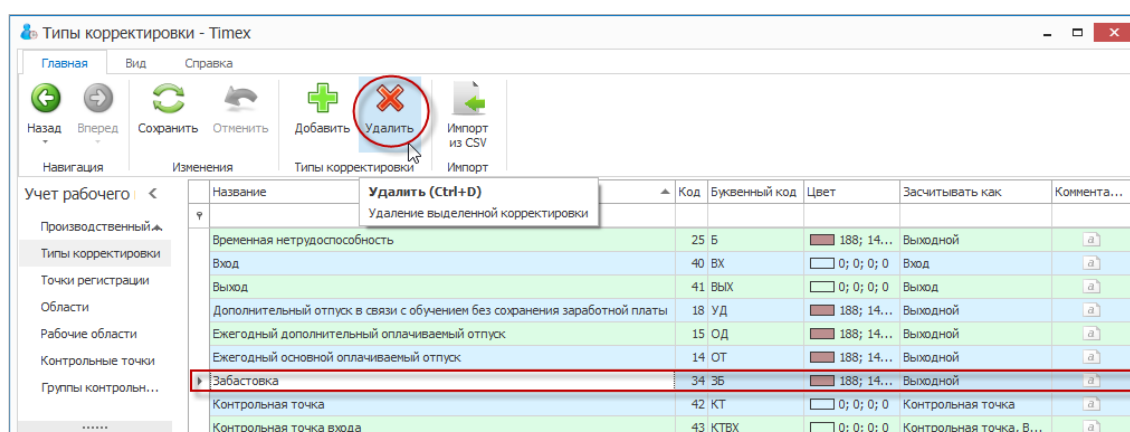 Типы корректировки - Timex
Главная Вид Справка
Назад Вперед Сохранить Отменить Добавить Удалить Импорт из CSV
Навигация Изменения Типы корректировки Импорт
Учет рабочего
Название Код Буквенный код Цвет Засчитывать как Коммента...
Удалить (Ctrl+D)
Удаление выделенной корректировки
Производственный
Типы корректировки
Точки регистрации
Области
Рабочие области
Контрольные точки
Группы контрольн...
Временная нетрудоспособность 25 Б 188; 14... Выходной
Вход 40 ВХ 0; 0; 0; 0 Вход
Выход 41 ВЫХ 0; 0; 0; 0 Выход
Дополнительный отпуск в связи с обучением без сохранения заработной платы 18 УД 188; 14... Выходной
Ежегодный дополнительный оплачиваемый отпуск 15 ОД 188; 14... Выходной
Ежегодный основной оплачиваемый отпуск 14 ОТ 188; 14... Выходной
Забастовка 34 ЗБ 188; 14... Выходной
Контрольная точка 42 КТ 0; 0; 0; 0 Контрольная точка
Контрольная точка входа 43 КТВХ 0; 0; 0; 0 Контрольная точка. В...